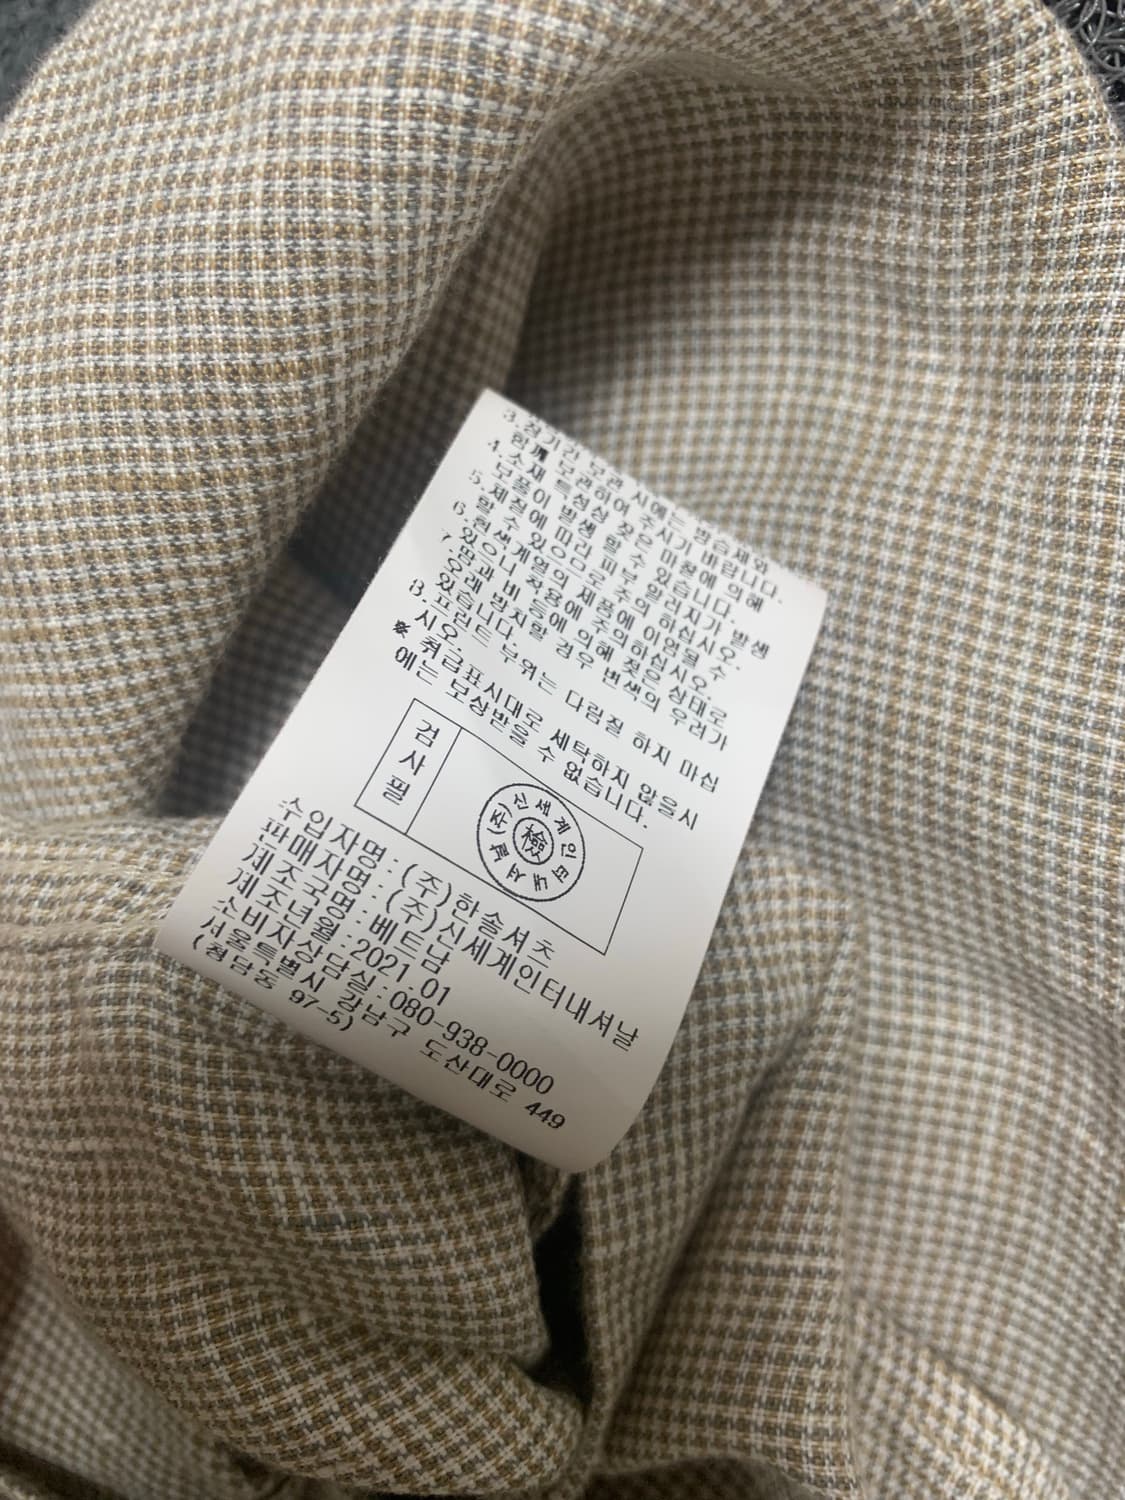 3.장기간 보관 시에는 방습제와
함께 보관하여 주시기 바랍니다.
4.소재 특성상 잦은 마찰에 의해
보풀이 발생 할 수 있습니다.
5.계절에 따라 피부 알러지가 발생
할 수 있으므로 주의 하십시오.
6.흰색계열의 제품에 이염될 수
있으니 착용에 주의하십시오.
7.땀과 비 등에 의해 젖은 상태로
오래 방치할 경우 변색의 우려가
있습니다.
8.프린트 부위는 다림질 하지 마십
시오.
※ 취급표시대로 세탁하지 않을시
에는 보상받을 수 없습니다.
검사필
(주)신세계인터내셔날
檢
수입자명:(주)한솔셔츠
판매자명:(주)신세계인터내셔날
제조국명:베트남
제조년월:2021.01
소비자상담실:080-938-0000
서울특별시 강남구 도산대로 449
(청담동 97-5)